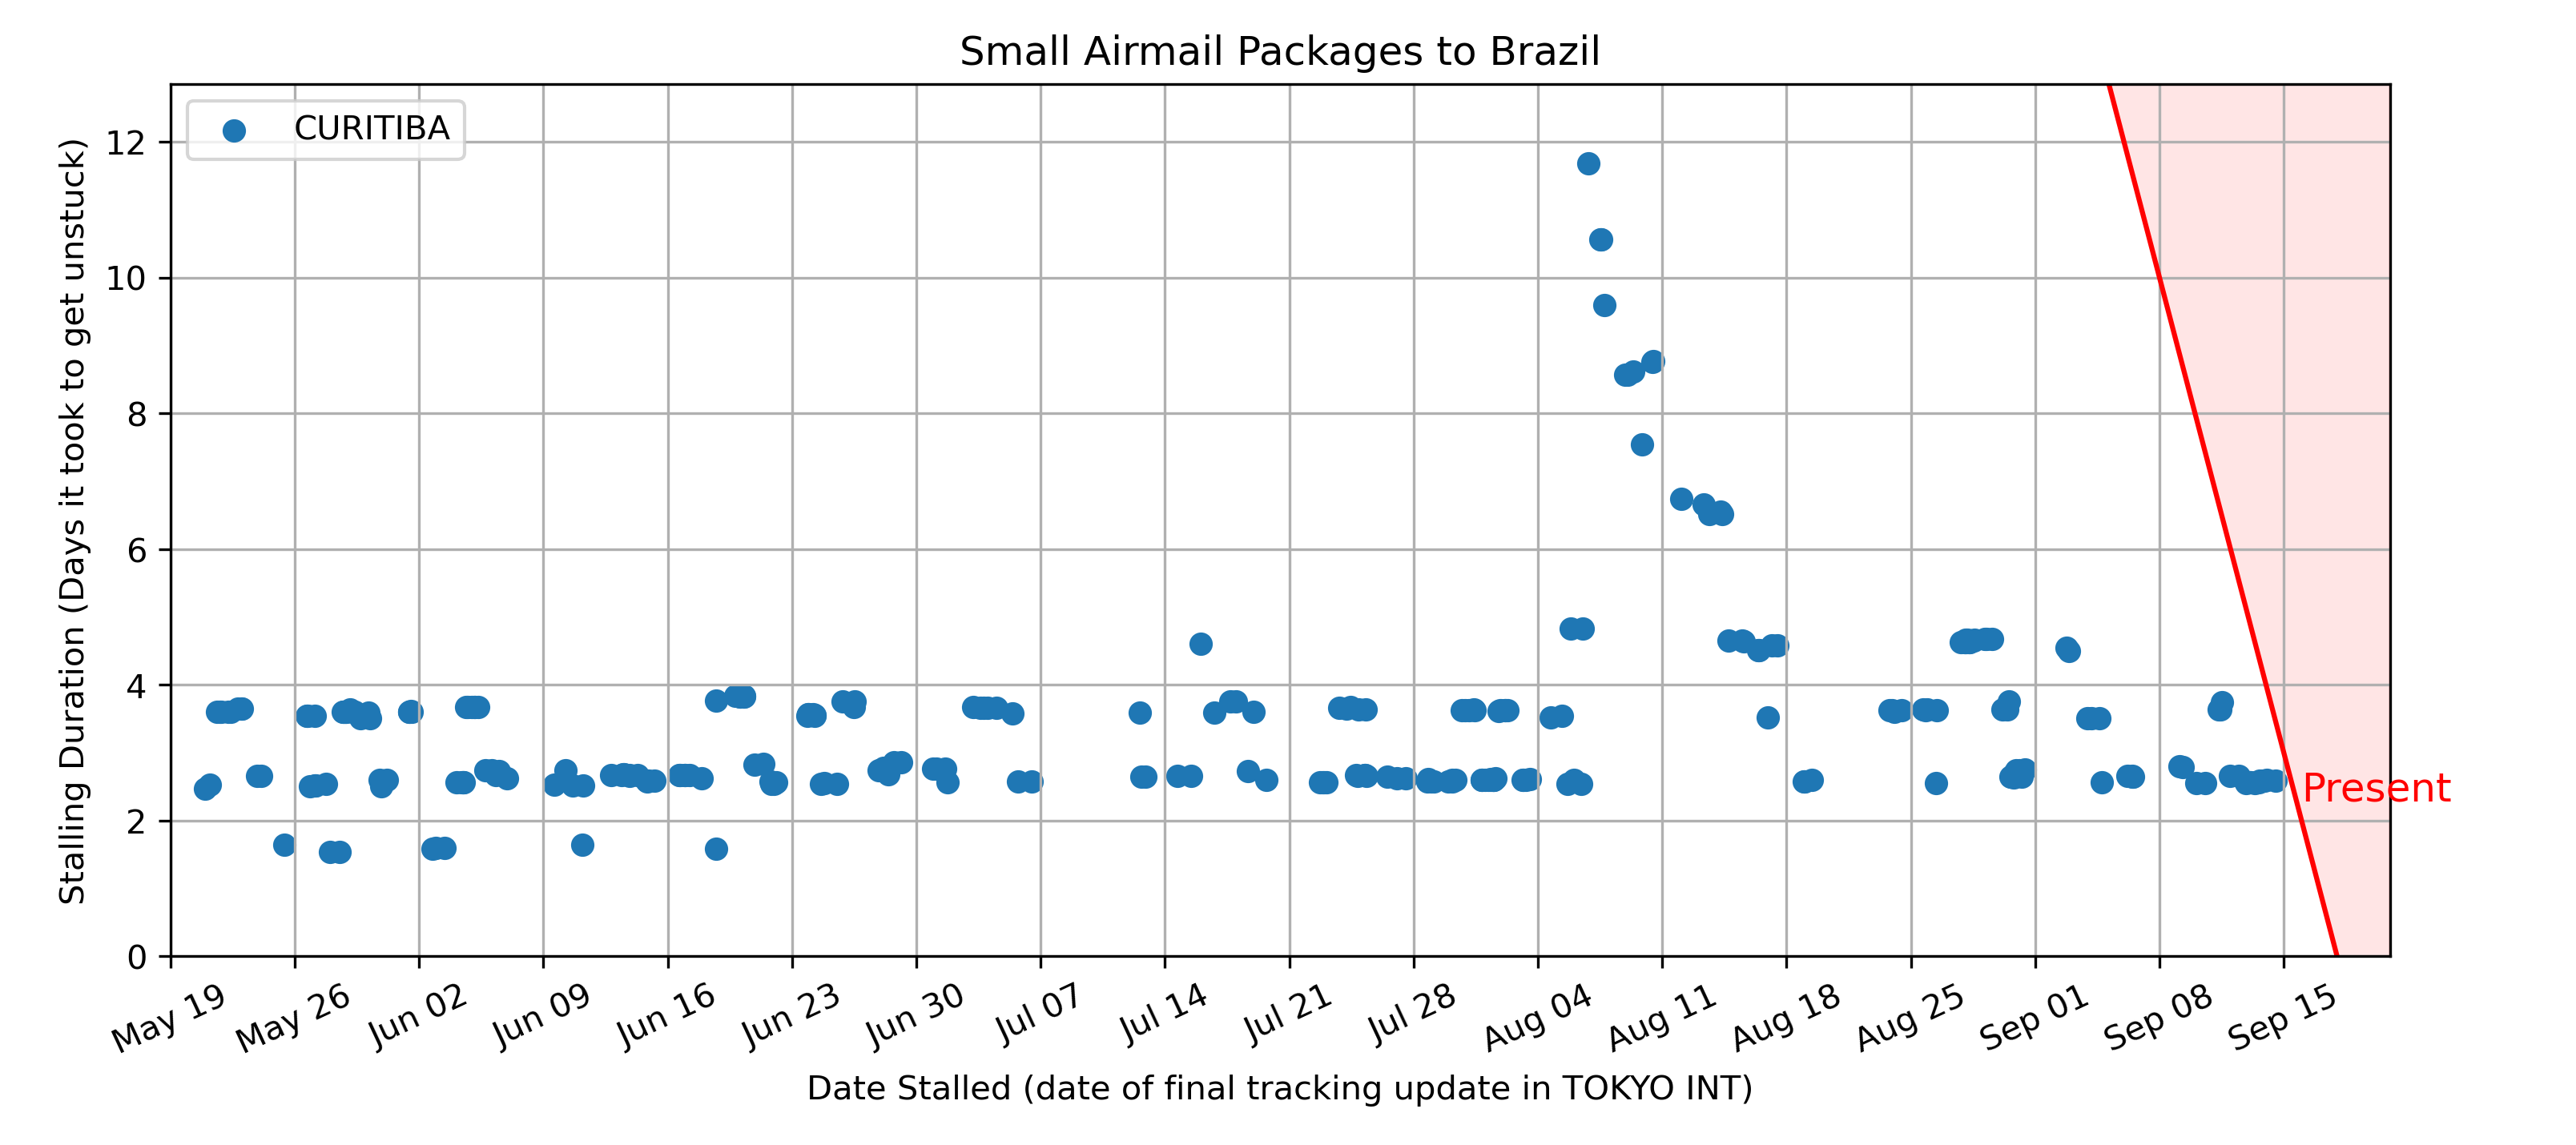 Small Airmail Packages to Brazil
CURITIBA
Stalling Duration (Days it took to get unstuck)
12
10
8
6
4
2
0
Present
May 19
May 26
Jun 02
Jun 09
Jun 16
Jun 23
Jun 30
Jul 07
Jul 14
Jul 21
Jul 28
Aug 04
Aug 11
Aug 18
Aug 25
Sep 01
Sep 08
Sep 15
Date Stalled (date of final tracking update in TOKYO INT)